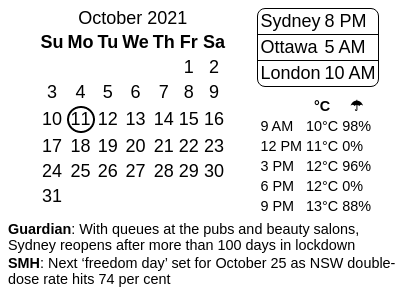 October 2021
Su Mo Tu We Th Fr Sa
1 2
3 4 5 6 7 8 9
10 11 12 13 14 15 16
17 18 19 20 21 22 23
24 25 26 27 28 29 30
31
Sydney 8 PM
Ottawa 5 AM
London 10 AM
°C ☂
9 AM 10°C 98%
12 PM 11°C 0%
3 PM 12°C 96%
6 PM 12°C 0%
9 PM 13°C 88%
Guardian: With queues at the pubs and beauty salons,
Sydney reopens after more than 100 days in lockdown
SMH: Next ‘freedom day’ set for October 25 as NSW double-
dose rate hits 74 per cent